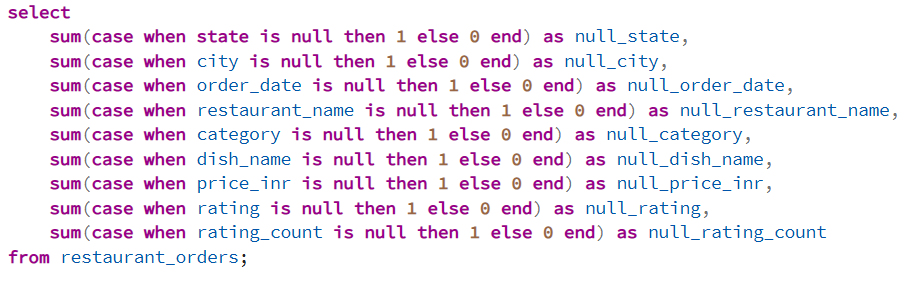 select
    sum(case when state is null then 1 else 0 end) as null_state,
    sum(case when city is null then 1 else 0 end) as null_city,
    sum(case when order_date is null then 1 else 0 end) as null_order_date,
    sum(case when restaurant_name is null then 1 else 0 end) as null_restaurant_name,
    sum(case when category is null then 1 else 0 end) as null_category,
    sum(case when dish_name is null then 1 else 0 end) as null_dish_name,
    sum(case when price_inr is null then 1 else 0 end) as null_price_inr,
    sum(case when rating is null then 1 else 0 end) as null_rating,
    sum(case when rating_count is null then 1 else 0 end) as null_rating_count
from restaurant_orders;